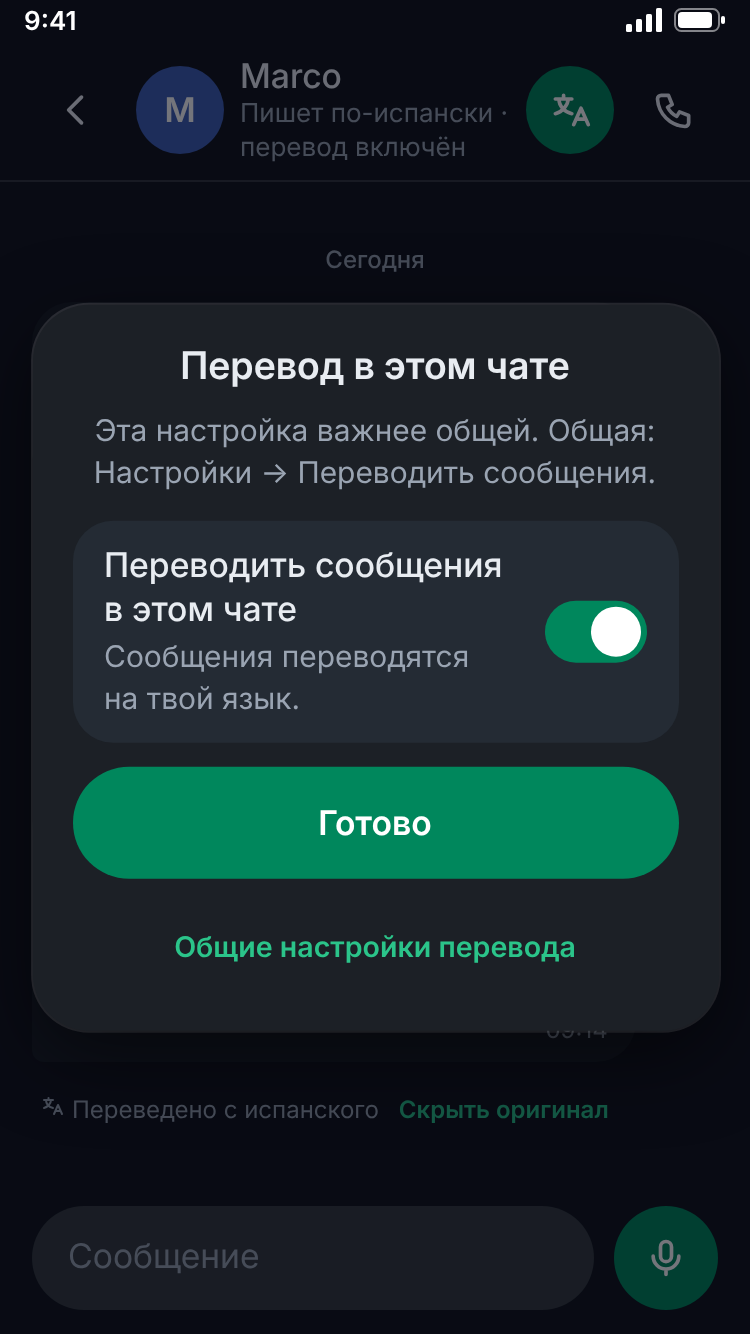 9:41
Marco
M
Пишет по-испански ·
перевод включён
Сегодня
Перевод в этом чате
Эта настройка важнее общей. Общая:
Настройки → Переводить сообщения.
Переводить сообщения
в этом чате
Сообщения переводятся
на твой язык.
Готово
Общие настройки перевода
Переведено с испанского Скрыть оригинал
Сообщение